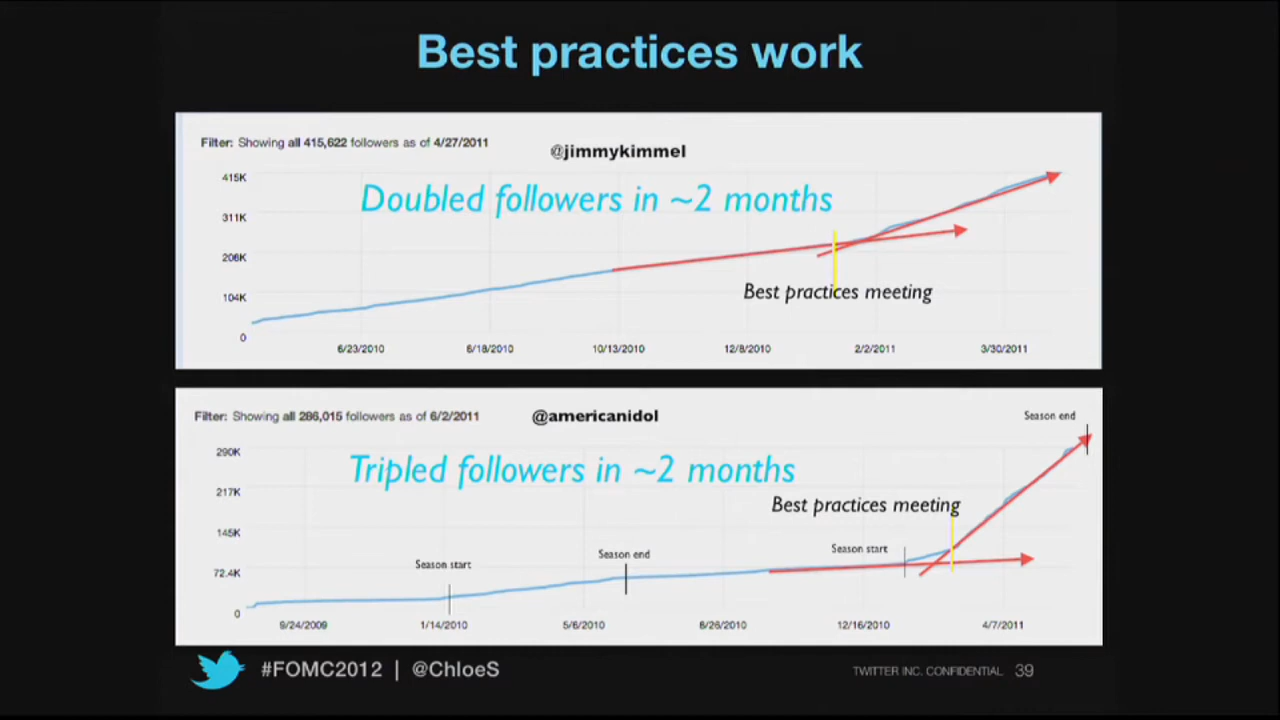 Best practices work
Filter: Showing all 415,622 followers as of 4/27/2011
@jimmykimmel
Doubled followers in ~2 months
415K
311K
208K
104K
0
Best practices meeting
6/23/2010
8/18/2010
10/13/2010
12/8/2010
2/2/2011
3/30/2011
Filter: Showing all 286,015 followers as of 6/2/2011
@americanidol
Season end
Tripled followers in ~2 months
290K
217K
145K
72.4K
0
Best practices meeting
Season start
Season end
Season start
9/24/2009
1/14/2010
5/6/2010
8/26/2010
12/16/2010
4/7/2011
#FOMC2012 | @ChloeS
TWITTER INC. CONFIDENTIAL 39